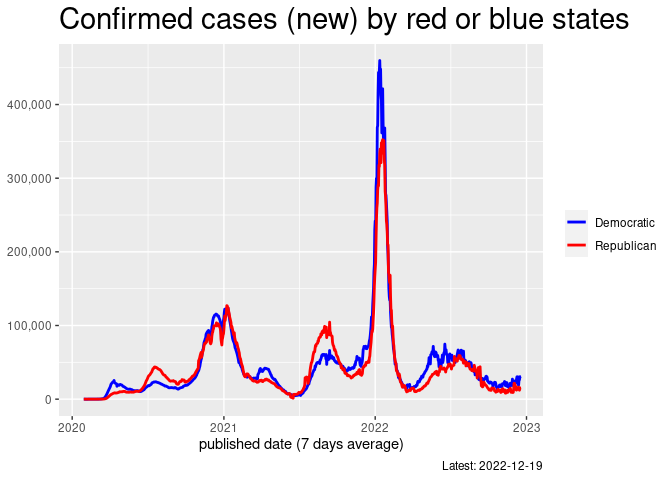 Confirmed cases (new) by red or blue states
400,000
300,000
200,000
100,000
0
Democratic
Republican
2020
2021
2022
2023
published date (7 days average)
Latest: 2022-12-19